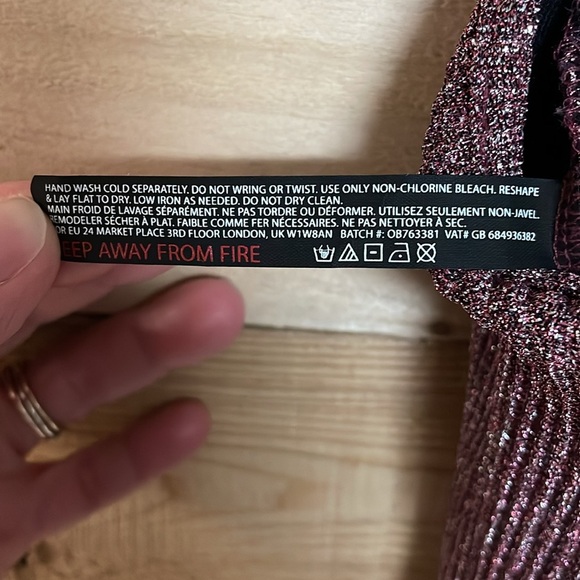 HAND WASH COLD SEPARATELY. DO NOT WRING OR TWIST. USE ONLY NON-CHLORINE BLEACH. RESHAPE
& LAY FLAT TO DRY. LOW IRON AS NEEDED. DO NOT DRY CLEAN.
MAIN FROID DE LAVAGE SÉPARÉMENT. NE PAS TORDRE OU DÉFORMER. UTILISEZ SEULEMENT NON-JAVEL.
REMODELER SÉCHER À PLAT. FAIBLE COMME FER NÉCESSAIRES. NE PAS NETTOYER À SEC.
OR EU 24 MARKET PLACE 3RD FLOOR LONDON, UK W1W8AN BATCH #: OB763381 VAT# GB 684936382
EEP AWAY FROM FIRE